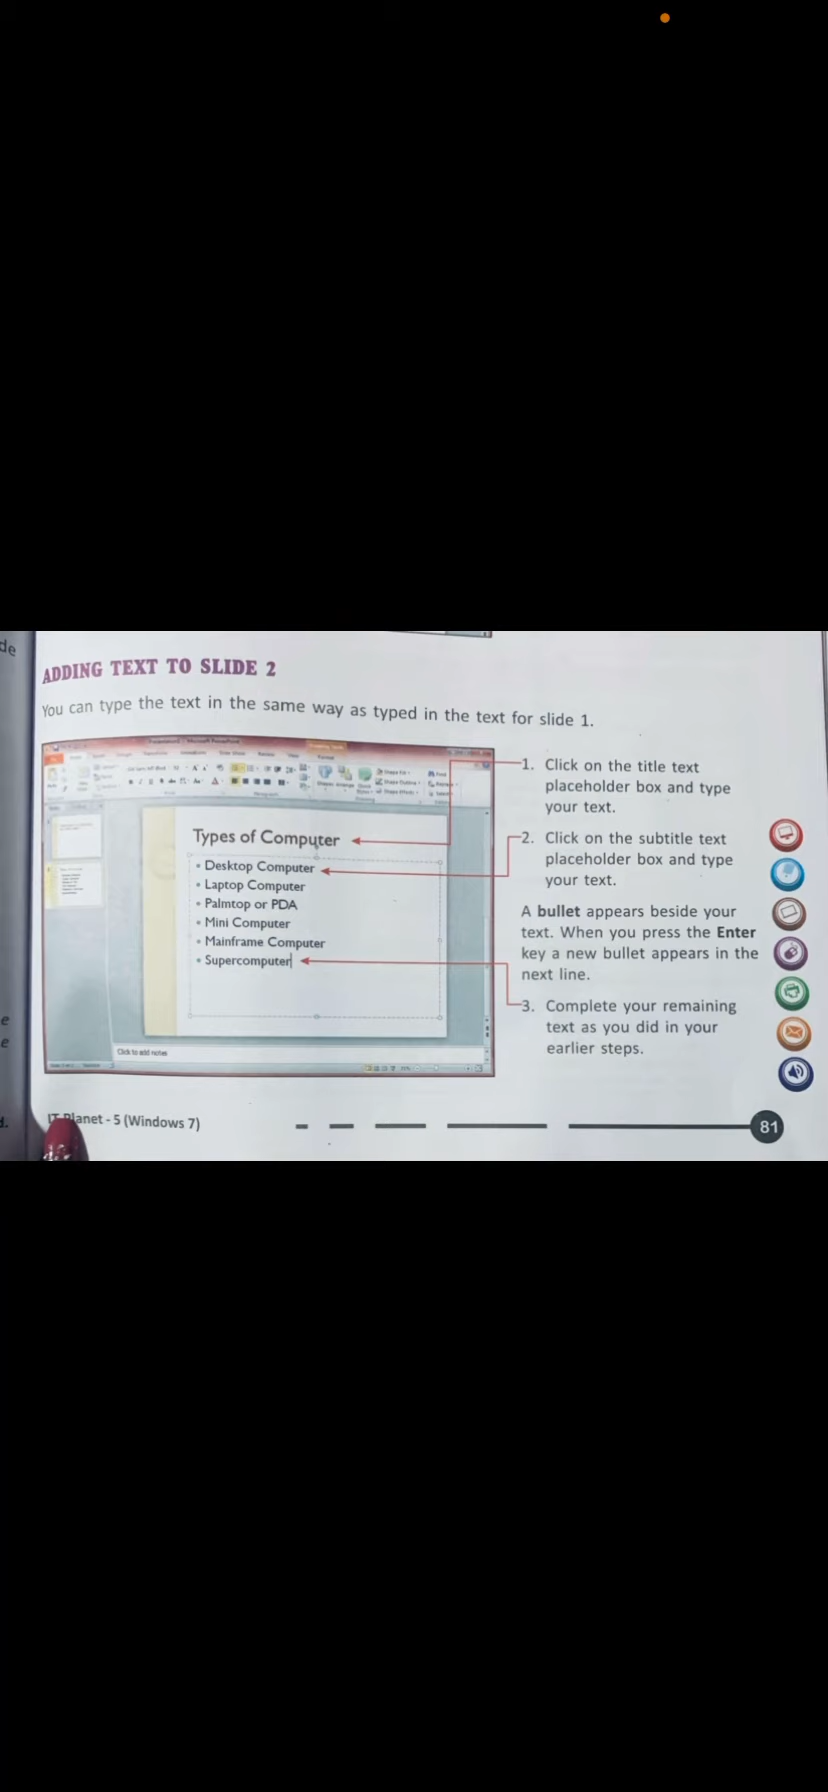 de
ADDING TEXT TO SLIDE 2
You can type the text in the same way as typed in the text for slide 1.
Types of Computer
• Desktop Computer
• Laptop Computer
• Palmtop or PDA
• Mini Computer
• Mainframe Computer
• Supercomputer
Click to add notes
1. Click on the title text
placeholder box and type
your text.
2. Click on the subtitle text
placeholder box and type
your text.
A bullet appears beside your
text. When you press the Enter
key a new bullet appears in the
next line.
3. Complete your remaining
text as you did in your
earlier steps.
e
e
IT Planet - 5 (Windows 7)
81